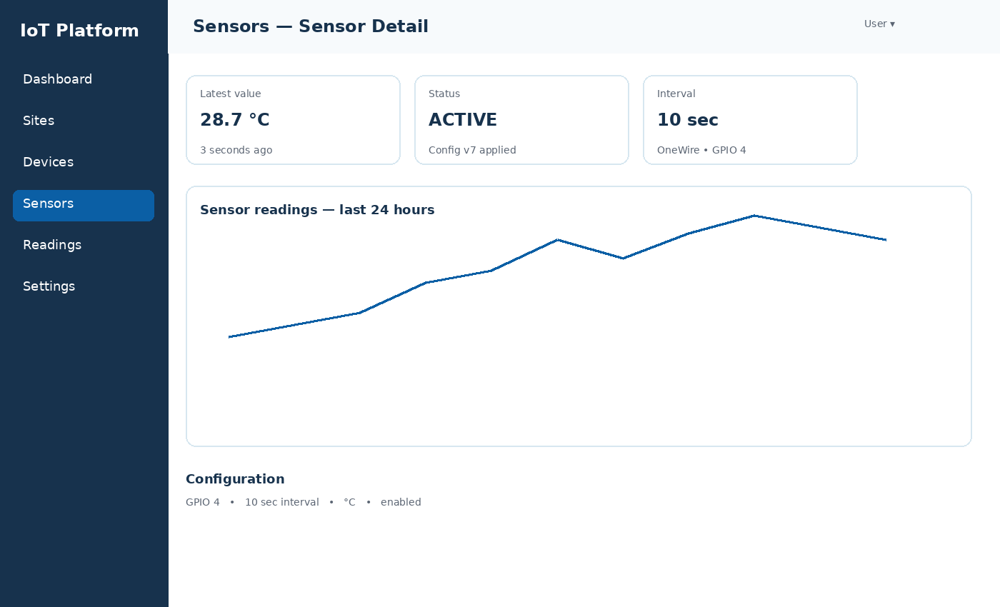 IoT Platform
Dashboard
Sites
Devices
Sensors
Readings
Settings
Sensors — Sensor Detail
User ▾
Latest value
28.7 °C
3 seconds ago
Status
ACTIVE
Config v7 applied
Interval
10 sec
OneWire • GPIO 4
Sensor readings — last 24 hours
Configuration
GPIO 4 • 10 sec interval • °C • enabled